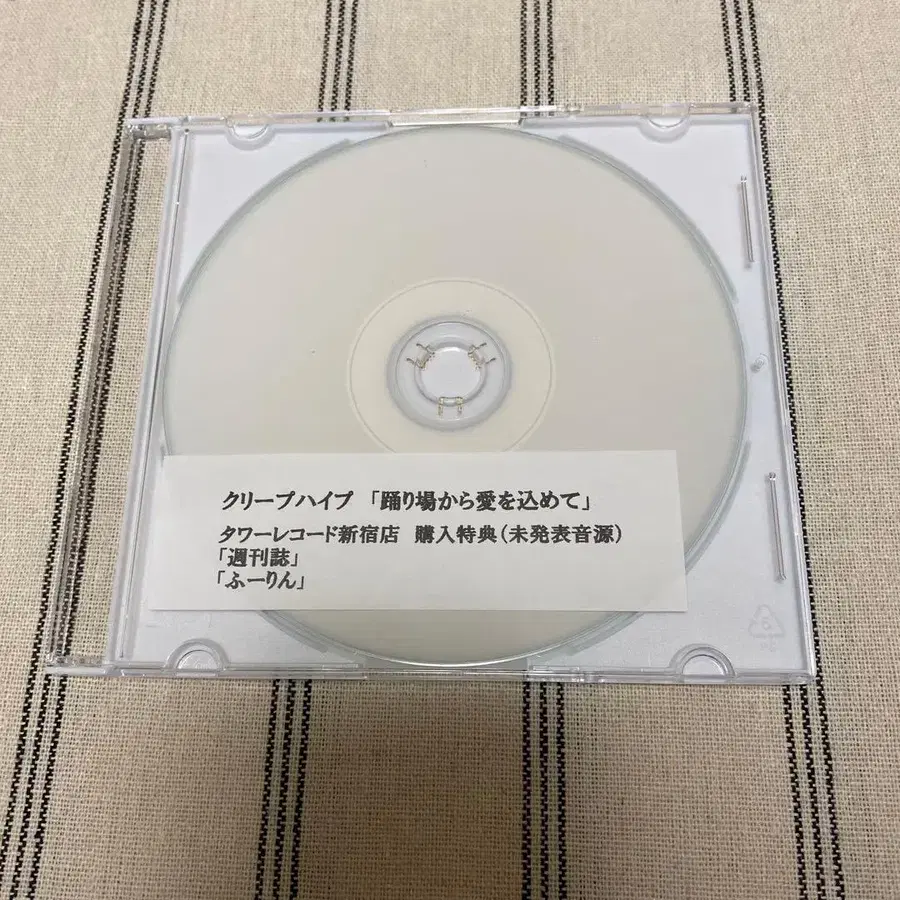 クリープハイプ 「踊り場から愛を込めて」
タワーレコード新宿店 購入特典(未発表音源)
「週刊誌」
「ふーりん」